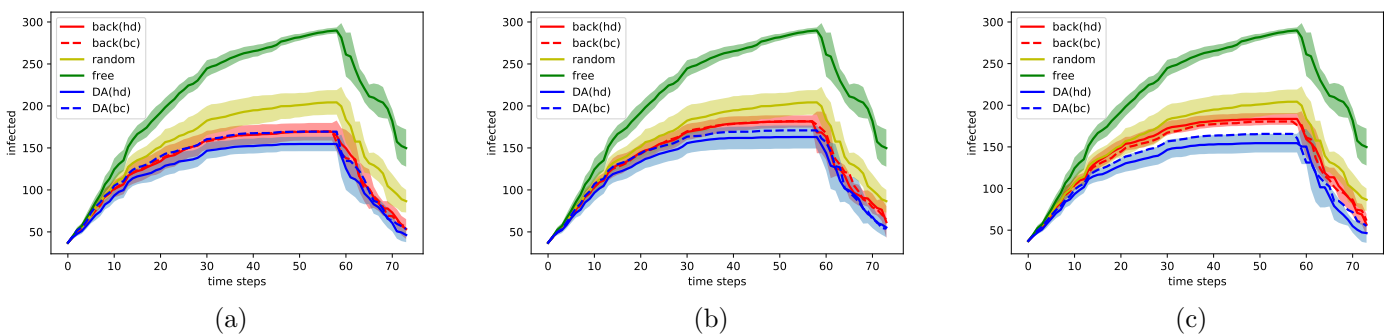 300
250
200
150
100
50
infected
back(hd)
back(bc)
random
free
DA(hd)
DA(bc)
0 10 20 30 40 50 60 70
time steps
(a)
300
250
200
150
100
50
infected
back(hd)
back(bc)
random
free
DA(hd)
DA(bc)
0 10 20 30 40 50 60 70
time steps
(b)
300
250
200
150
100
50
infected
back(hd)
back(bc)
random
free
DA(hd)
DA(bc)
0 10 20 30 40 50 60 70
time steps
(c)